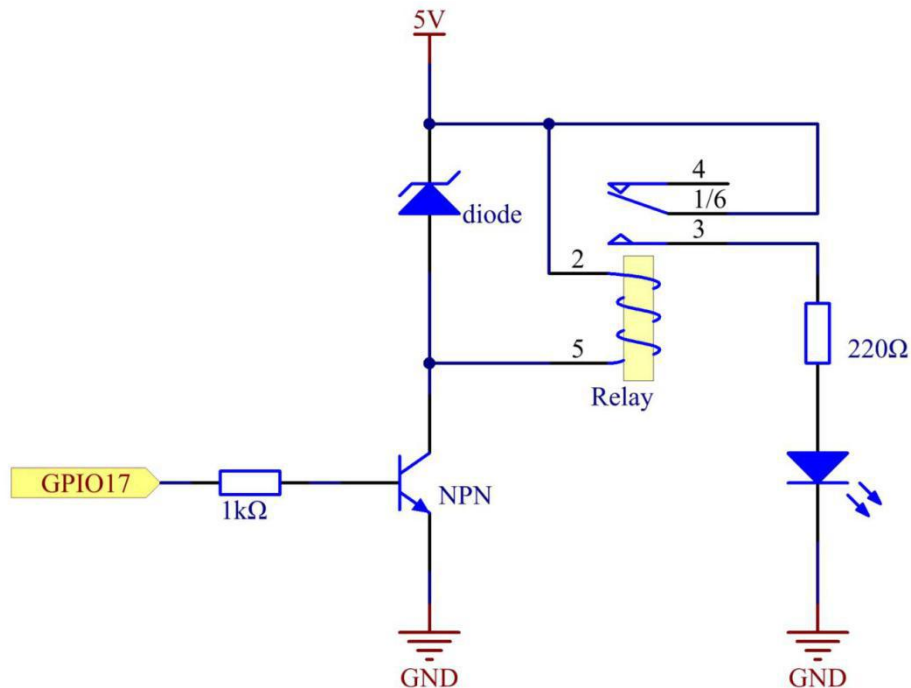 5V
4
diode
1/6
3
2
5
220Ω
Relay
GPIO17
NPN
1kΩ
GND
GND